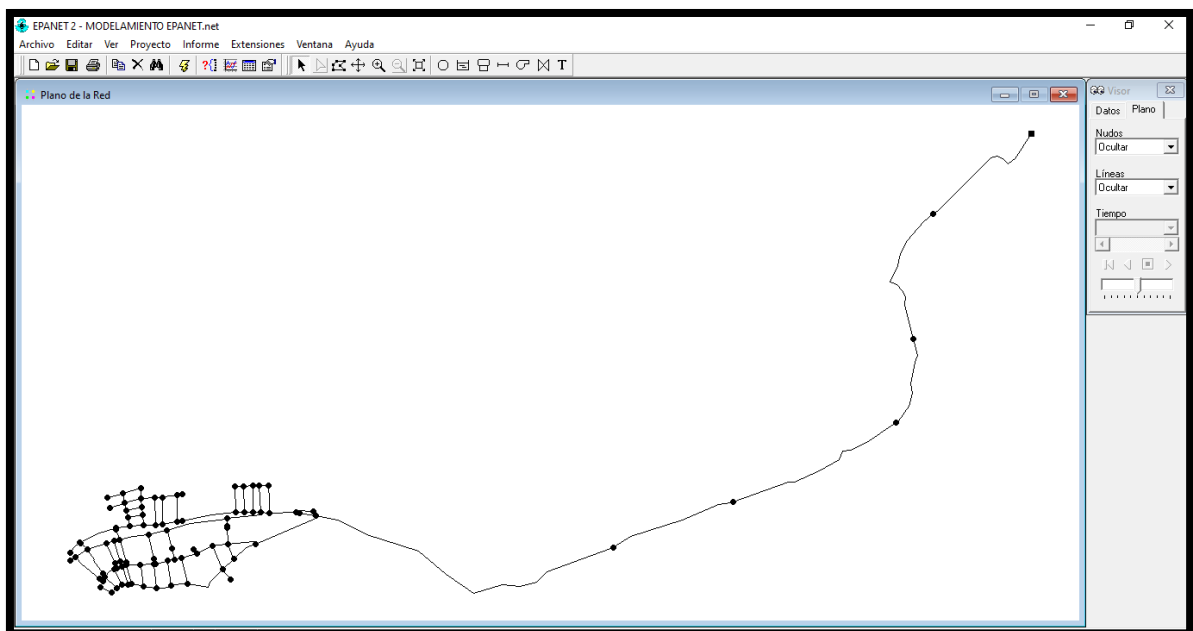 EPANET 2 - MODELAMIENTO EPANET.net
Archivo Editar Ver Proyecto Informe Extensiones Ventana Ayuda
T
Plano de la Red
Visor
Datos Plano
Nudos
Ocultar
Líneas
Ocultar
Tiempo